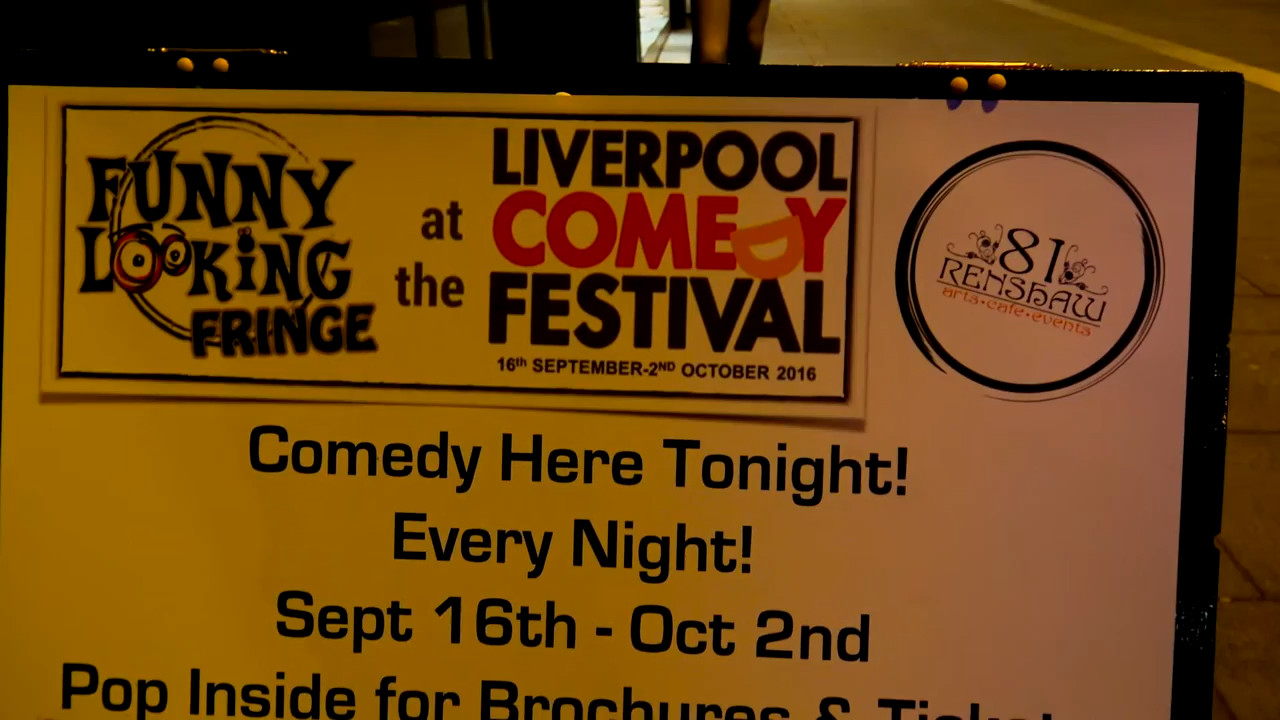 FUNNY
LOOKING
FRINGE
at
the
LIVERPOOL
COMEDY
FESTIVAL
16th SEPTEMBER-2ND OCTOBER 2016
81
RENSHAW
arts•cafe•events
Comedy Here Tonight!
Every Night!
Sept 16th - Oct 2nd
Pop Inside for Brochures &